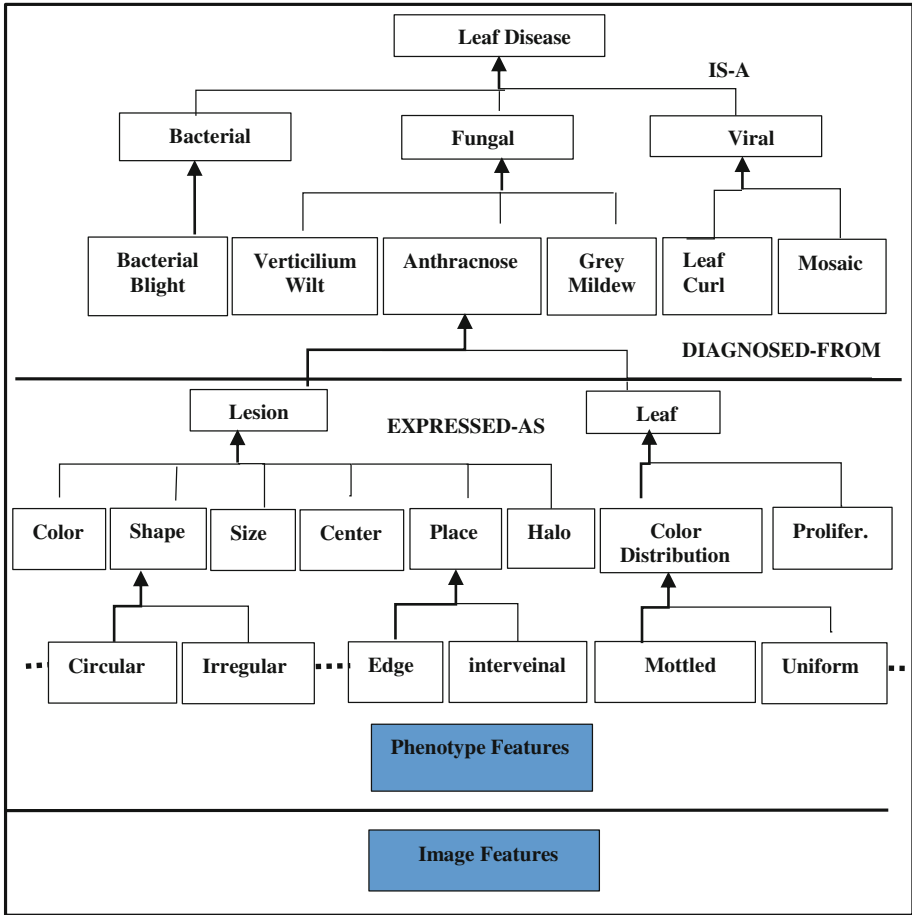 Leaf Disease
IS-A
Bacterial
Fungal
Viral
Bacterial
Blight
Verticilium
Wilt
Anthracnose
Grey
Mildew
Leaf
Curl
Mosaic
DIAGNOSED-FROM
Lesion
EXPRESSED-AS
Leaf
Color
Shape
Size
Center
Place
Halo
Color
Distribution
Prolifer.
Circular
Irregular
Edge
interveinal
Mottled
Uniform
Phenotype Features
Image Features